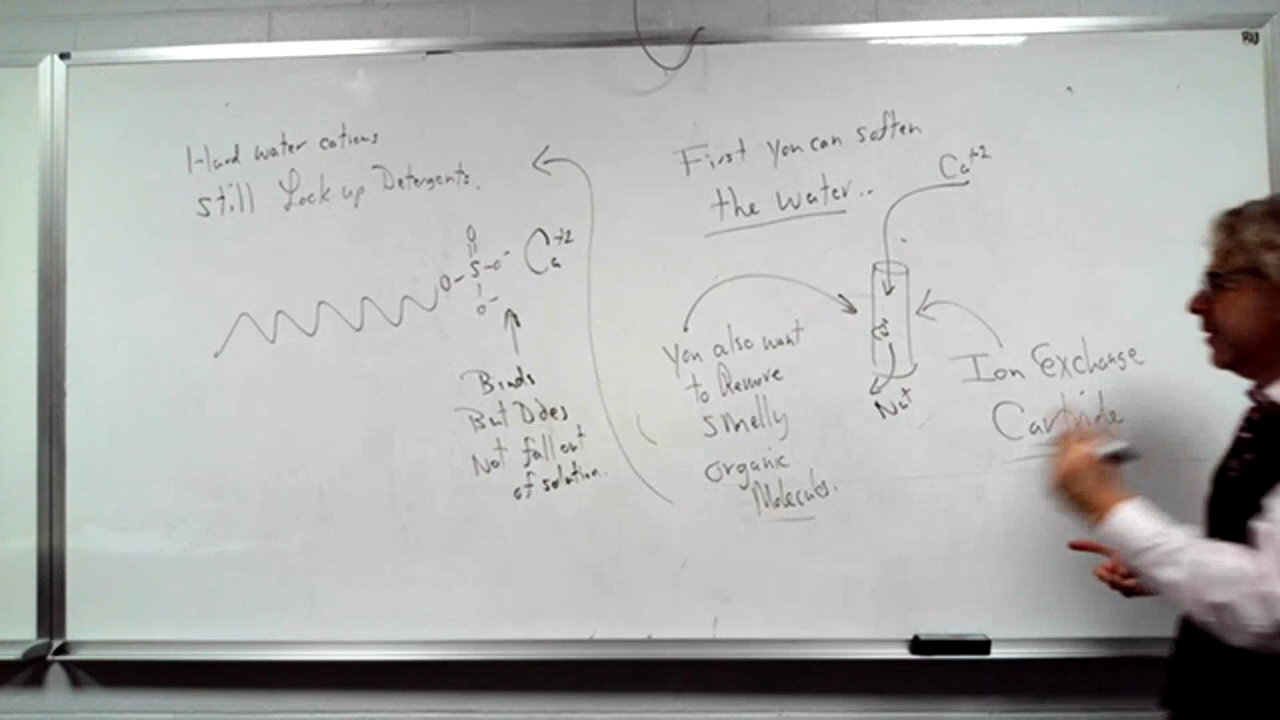 Hard water cations
still Lock up Detergents.
O
O-S-O-
O-
Ca+2
Binds
But Does
Not fall out
of solution.
First you can soften
the water..
Ca+2
You also want
to Remove
smelly
organic
Molecules.
Na+
Ion Exchange